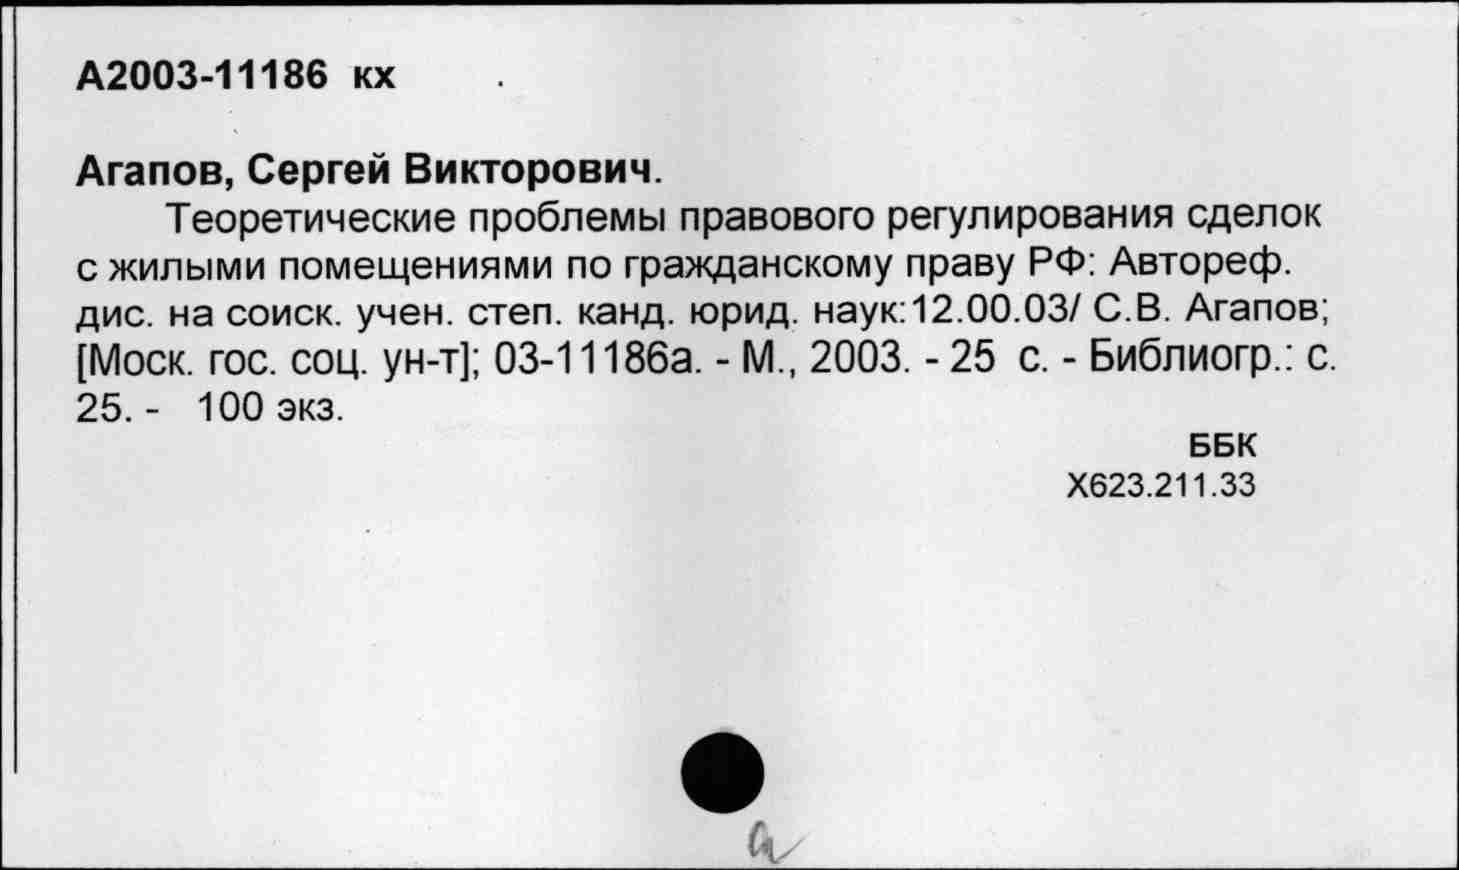 А2003-11186 кх
Агапов, Сергей Викторович.
Теоретические проблемы правового регулирования сделок
с жилыми помещениями по гражданскому праву РФ: Автореф.
дис. на соиск. учен. степ. канд. юрид. наук:12.00.03/ С.В. Агапов;
[Моск. гос. соц. ун-т]; 03-11186а. - М., 2003. - 25 с. - Библиогр.: с.
25. - 100 экз.
ББК
Х623.211.33